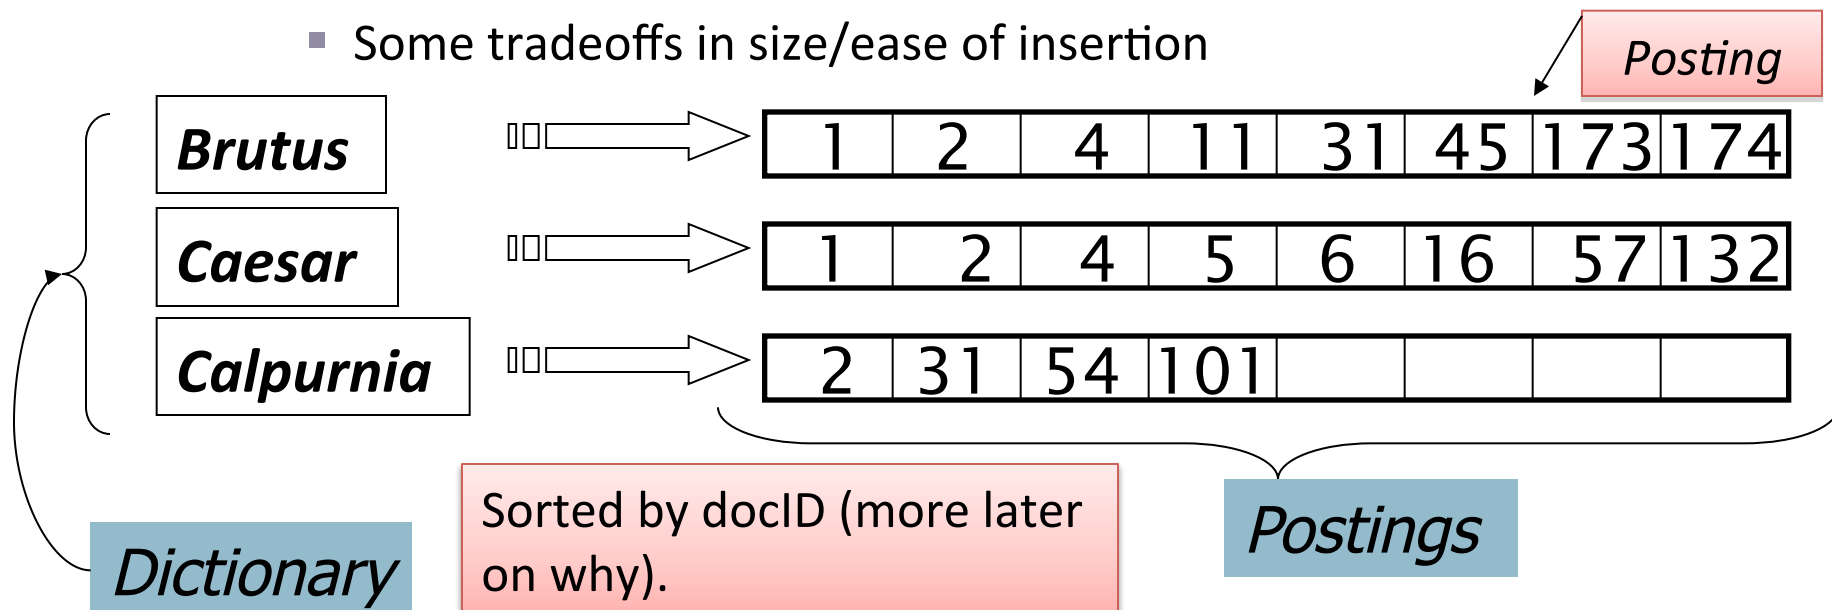 ▪ Some tradeoffs in size/ease of insertion
Posting
Brutus 1 2 4 11 31 45 173 174
Caesar 1 2 4 5 6 16 57 132
Calpurnia 2 31 54 101
Sorted by docID (more later
on why).
Postings
Dictionary